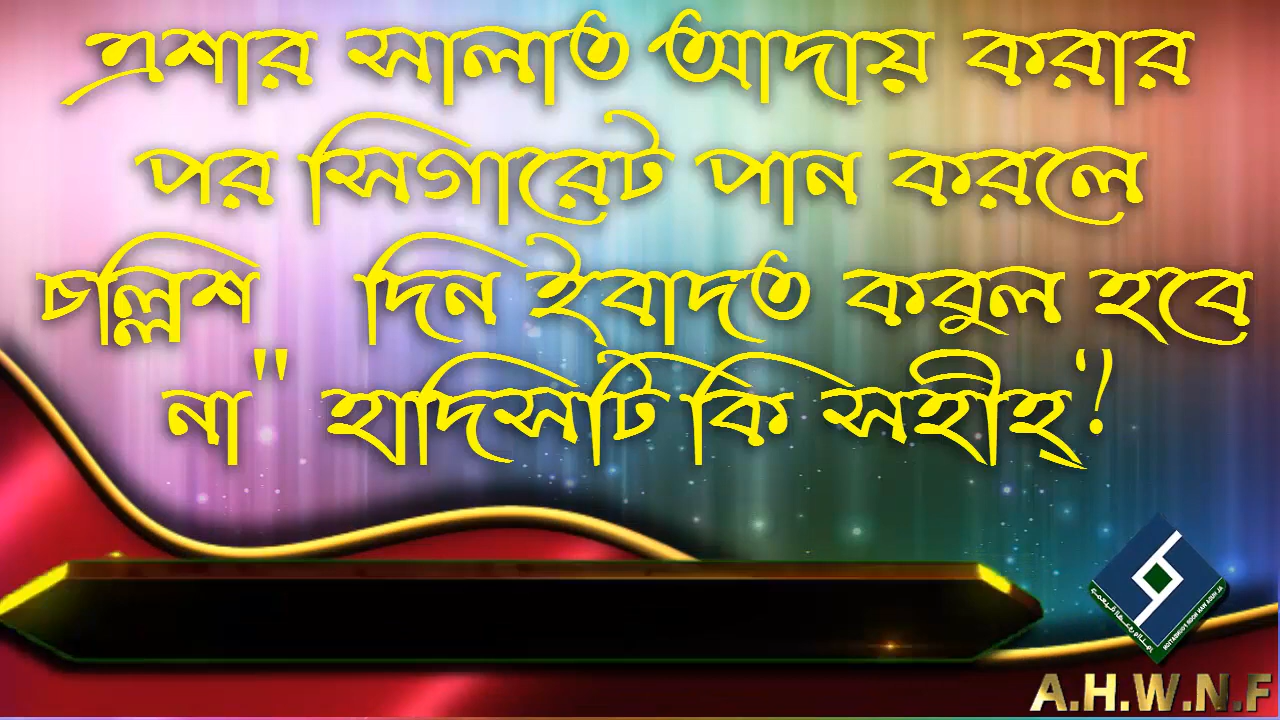 এশার সালাত আদায় করার
পর সিগারেট পান করলে
চল্লিশ দিন ইবাদত কবুল হবে
না" হাদিসটি কি সহীহ্?
A.H.W.N.F